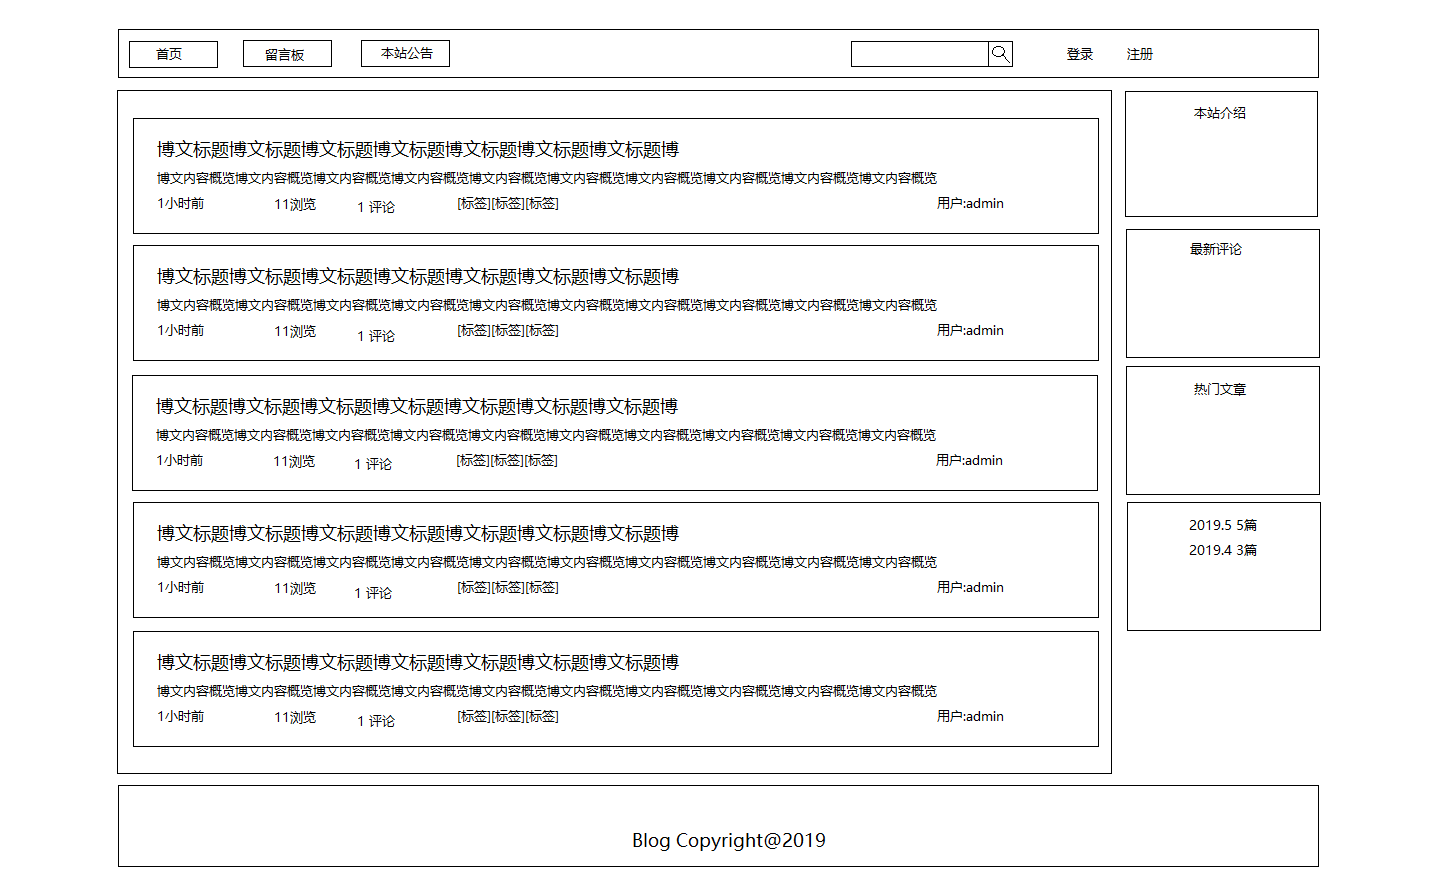 首页 留言板 本站公告 登录 注册
博文标题博文标题博文标题博文标题博文标题博文标题博文标题博
博文内容概览博文内容概览博文内容概览博文内容概览博文内容概览博文内容概览博文内容概览博文内容概览博文内容概览博文内容概览
1小时前 11浏览 1 评论 [标签][标签][标签] 用户:admin
博文标题博文标题博文标题博文标题博文标题博文标题博文标题博
博文内容概览博文内容概览博文内容概览博文内容概览博文内容概览博文内容概览博文内容概览博文内容概览博文内容概览博文内容概览
1小时前 11浏览 1 评论 [标签][标签][标签] 用户:admin
博文标题博文标题博文标题博文标题博文标题博文标题博文标题博
博文内容概览博文内容概览博文内容概览博文内容概览博文内容概览博文内容概览博文内容概览博文内容概览博文内容概览博文内容概览
1小时前 11浏览 1 评论 [标签][标签][标签] 用户:admin
博文标题博文标题博文标题博文标题博文标题博文标题博文标题博
博文内容概览博文内容概览博文内容概览博文内容概览博文内容概览博文内容概览博文内容概览博文内容概览博文内容概览博文内容概览
1小时前 11浏览 1 评论 [标签][标签][标签] 用户:admin
博文标题博文标题博文标题博文标题博文标题博文标题博文标题博
博文内容概览博文内容概览博文内容概览博文内容概览博文内容概览博文内容概览博文内容概览博文内容概览博文内容概览博文内容概览
1小时前 11浏览 1 评论 [标签][标签][标签] 用户:admin
本站介绍
最新评论
热门文章
2019.5 5篇
2019.4 3篇
Blog Copyright@2019